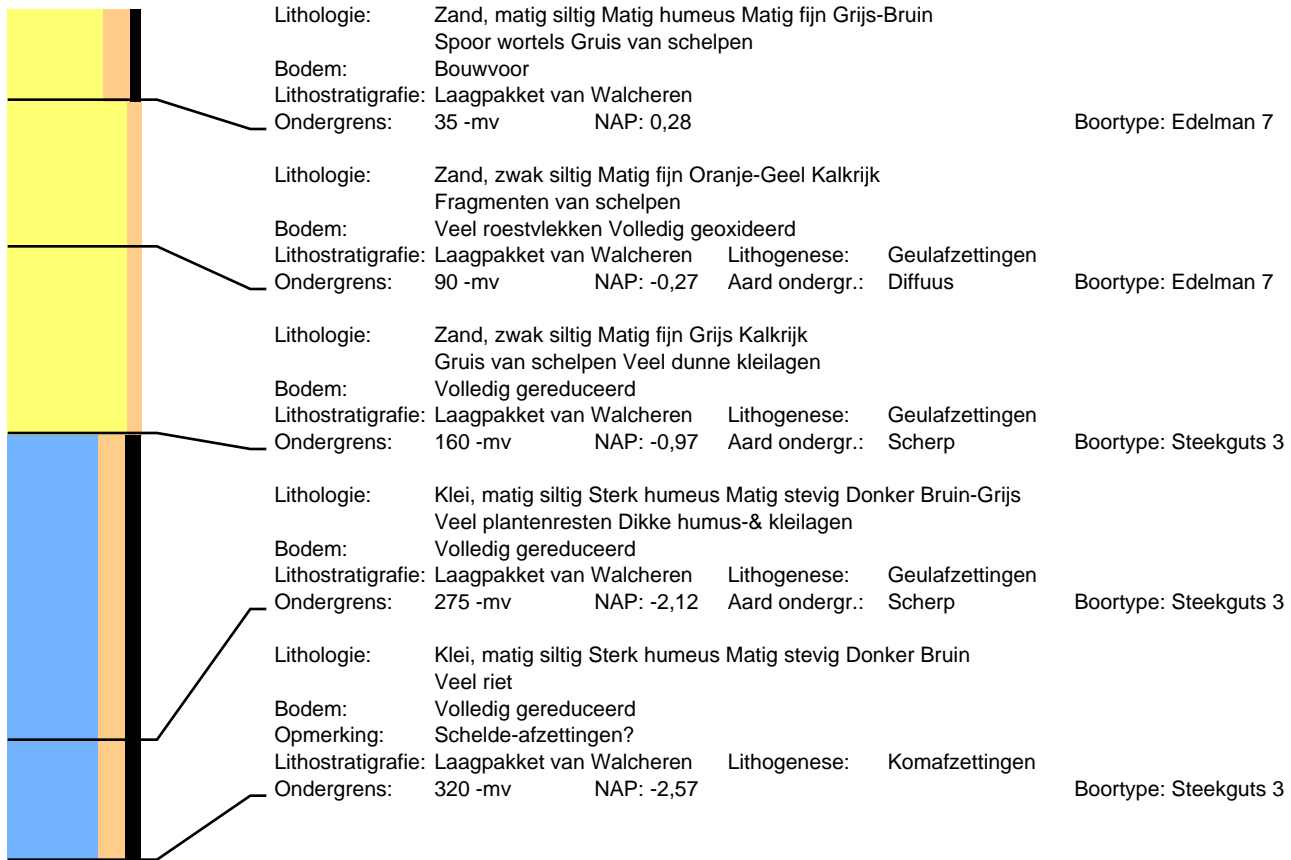 Lithologie: Zand, matig siltig Matig humeus Matig fijn Grijs-Bruin
Spoor wortels Gruis van schelpen
Bodem: Bouwvoor
Lithostratigrafie: Laagpakket van Walcheren
Ondergrens: 35 -mv NAP: 0,28 Boortype: Edelman 7
Lithologie: Zand, zwak siltig Matig fijn Oranje-Geel Kalkrijk
Fragmenten van schelpen
Bodem: Veel roestvlekken Volledig geoxideerd
Lithostratigrafie: Laagpakket van Walcheren Lithogenese: Geulafzettingen
Ondergrens: 90 -mv NAP: -0,27 Aard ondergr.: Diffuus Boortype: Edelman 7
Lithologie: Zand, zwak siltig Matig fijn Grijs Kalkrijk
Gruis van schelpen Veel dunne kleilagen
Bodem: Volledig gereduceerd
Lithostratigrafie: Laagpakket van Walcheren Lithogenese: Geulafzettingen
Ondergrens: 160 -mv NAP: -0,97 Aard ondergr.: Scherp Boortype: Steekguts 3
Lithologie: Klei, matig siltig Sterk humeus Matig stevig Donker Bruin-Grijs
Veel plantenresten Dikke humus-& kleilagen
Bodem: Volledig gereduceerd
Lithostratigrafie: Laagpakket van Walcheren Lithogenese: Geulafzettingen
Ondergrens: 275 -mv NAP: -2,12 Aard ondergr.: Scherp Boortype: Steekguts 3
Lithologie: Klei, matig siltig Sterk humeus Matig stevig Donker Bruin
Veel riet
Bodem: Volledig gereduceerd
Opmerking: Schelde-afzettingen?
Lithostratigrafie: Laagpakket van Walcheren Lithogenese: Komafzettingen
Ondergrens: 320 -mv NAP: -2,57 Boortype: Steekguts 3